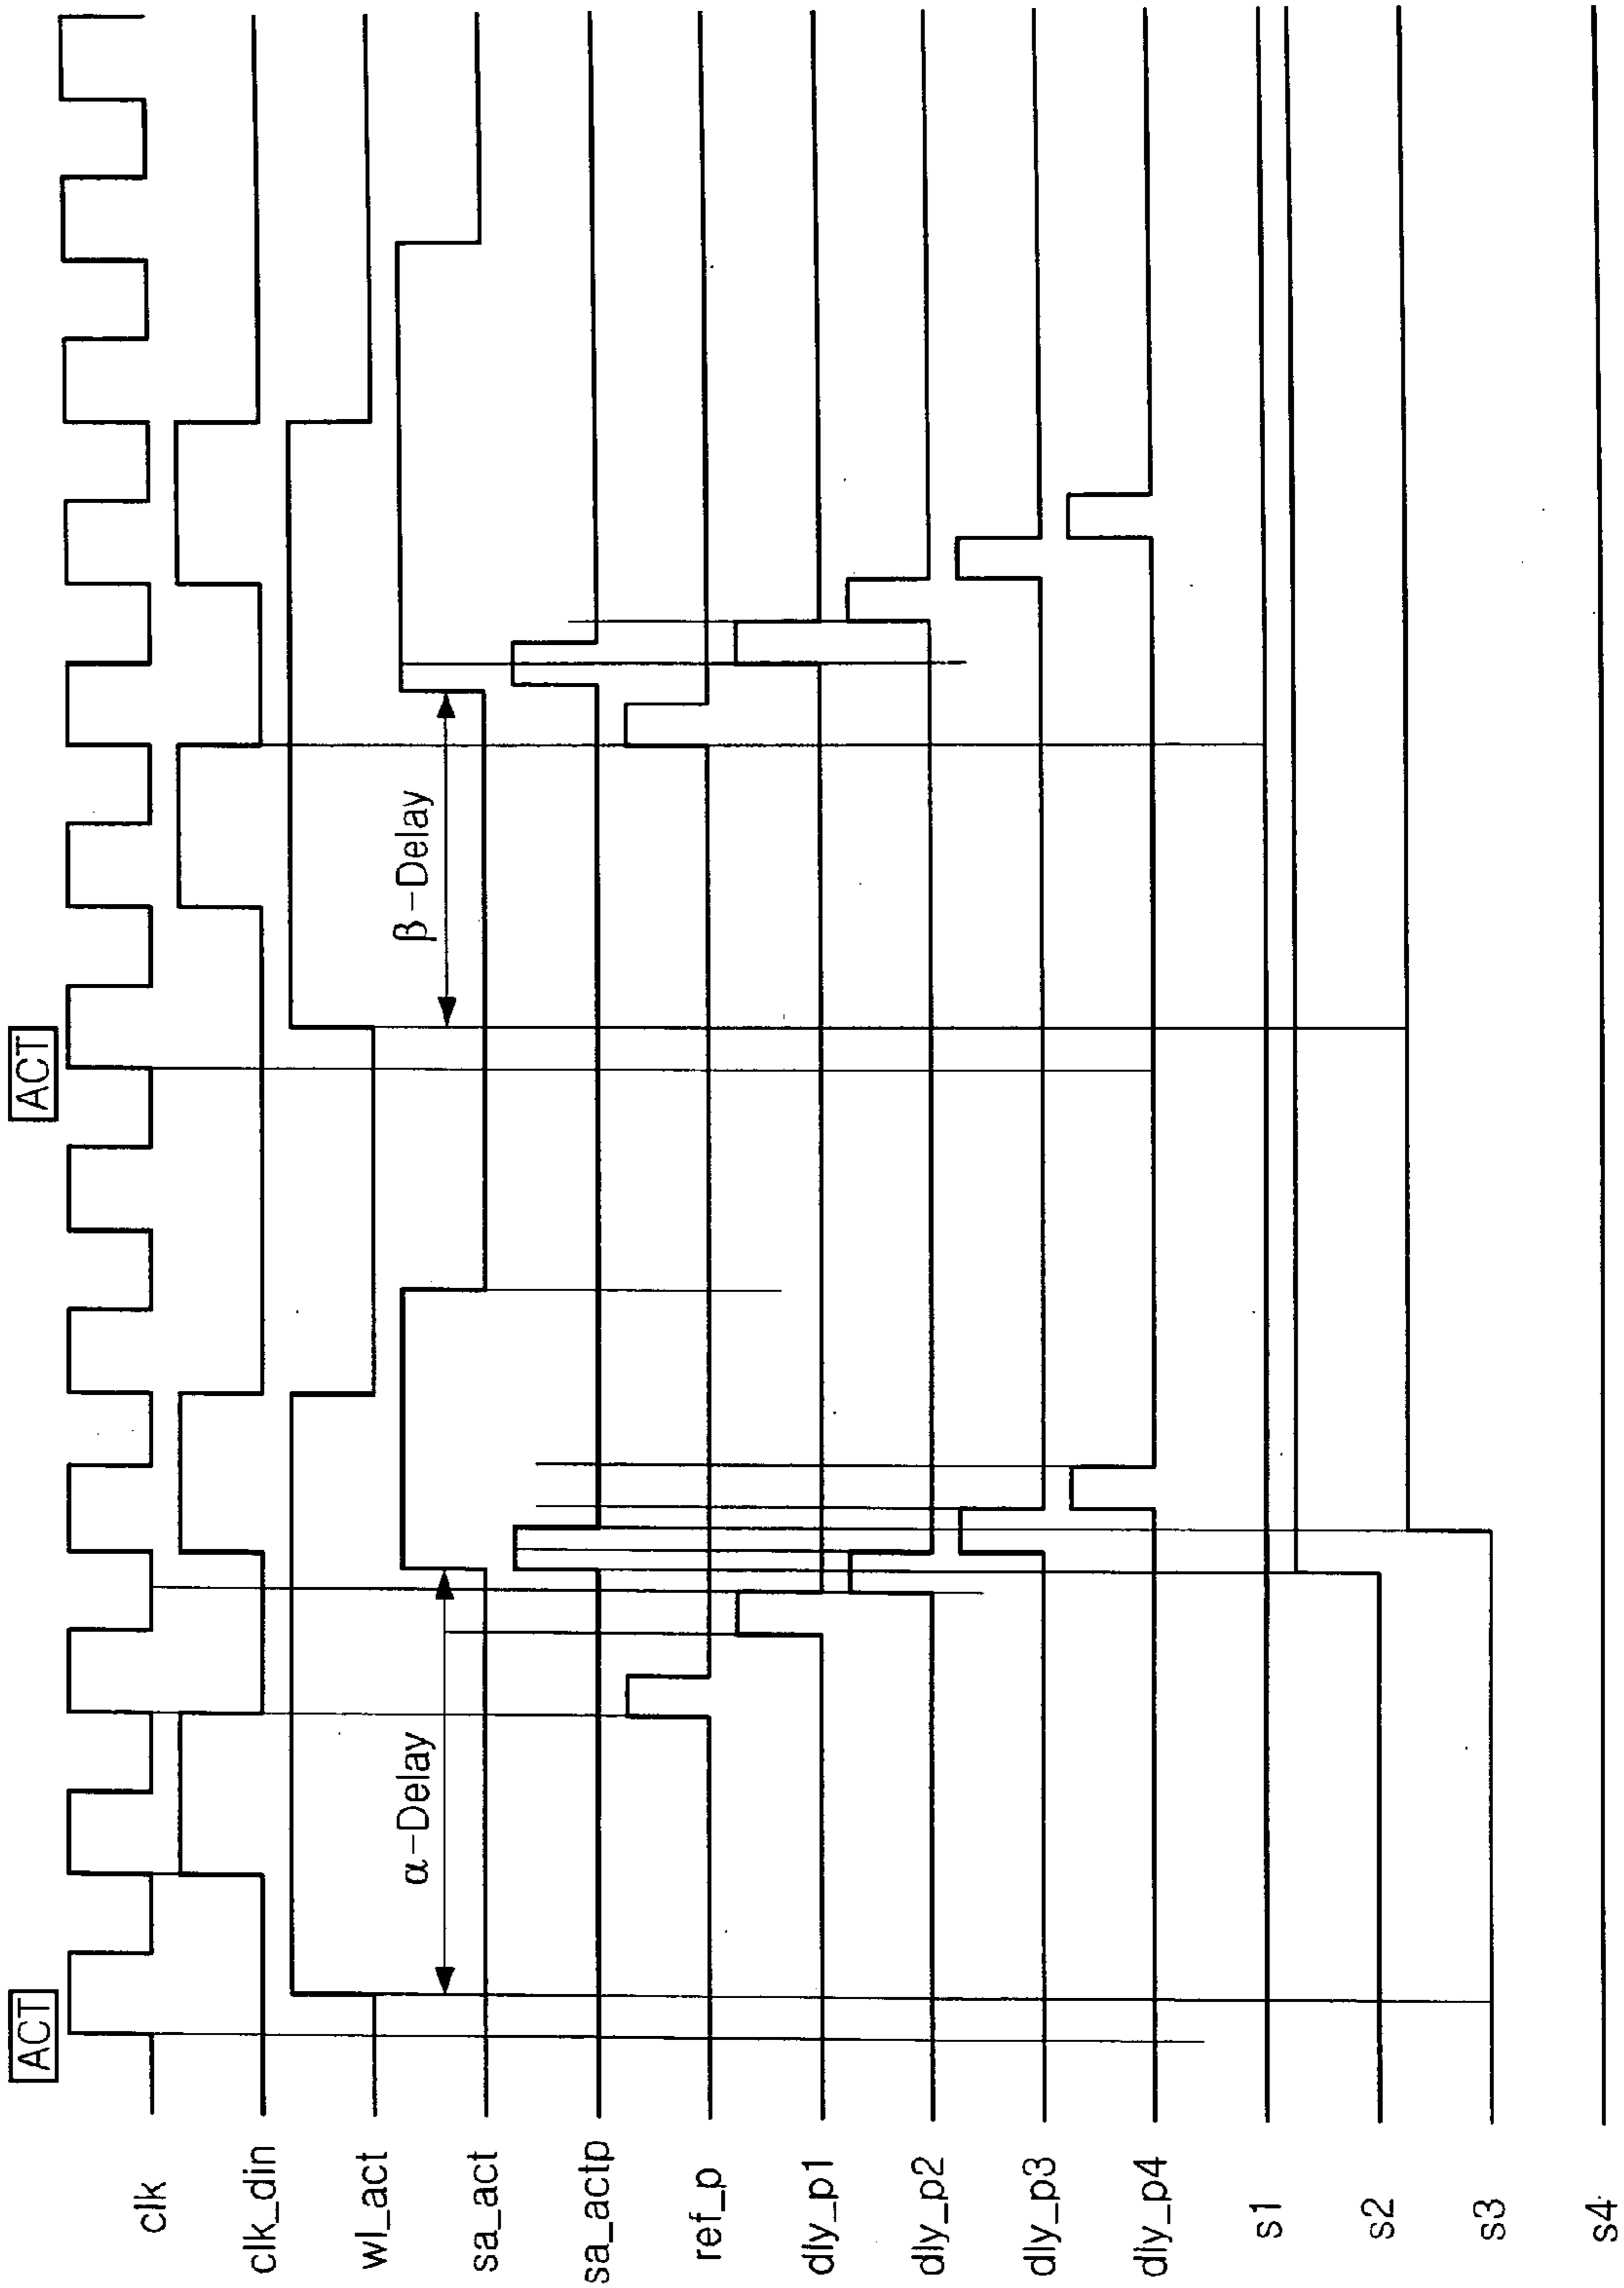 ACT
ACT
clk
clk_din
wl_act
α-Delay
β-Delay
sa_act
sa_actp
ref_p
dly_p1
dly_p2
dly_p3
dly_p4
s1
s2
s3
s4